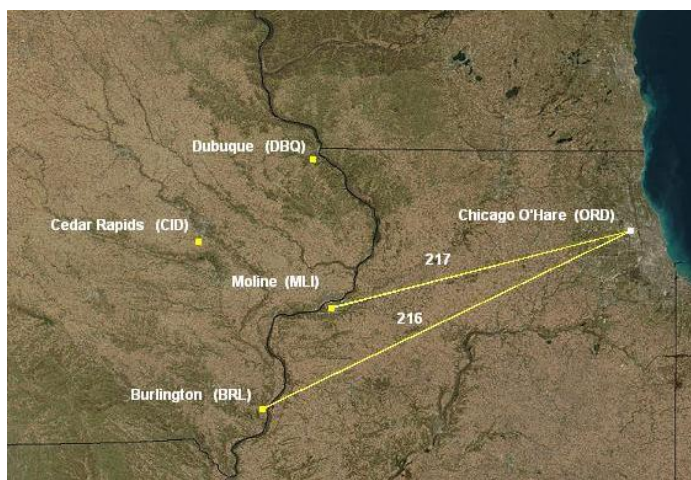 Dubuque (DBQ)
Chicago O'Hare (ORD)
Cedar Rapids (CID)
217
Moline (MLI)
216
Burlington (BRL)